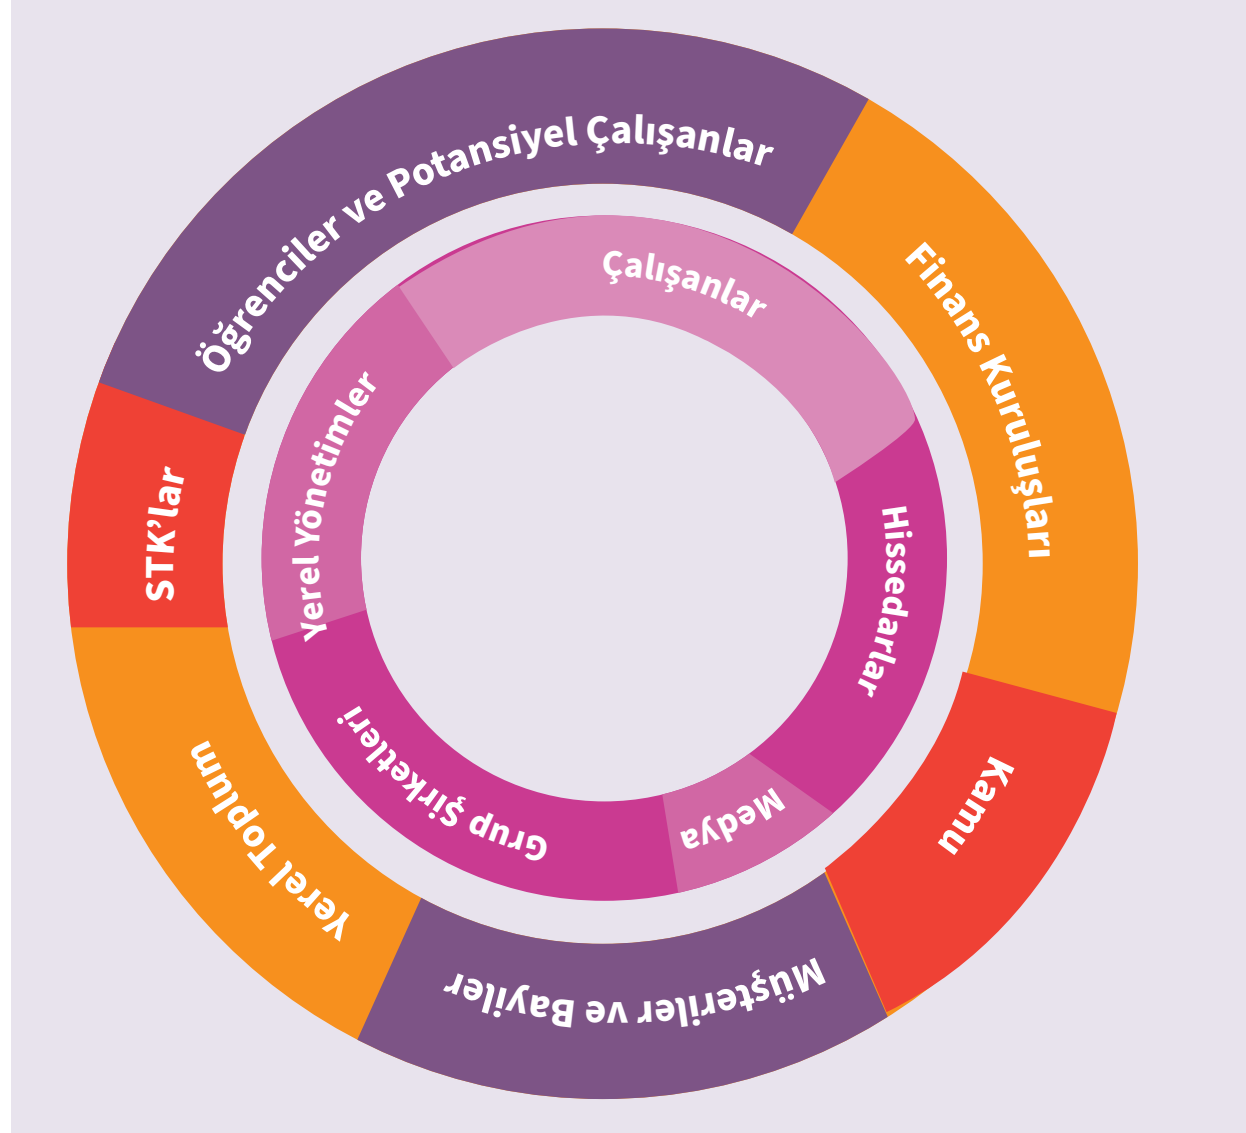 Öğrenciler ve Potansiyel Çalışanlar
Finans Kuruluşları
Kamu
Müşteriler ve Bayiler
Yerel Toplum
STK’lar
Çalışanlar
Hissedarlar
Medya
Grup Şirketleri
Yerel Yönetimler